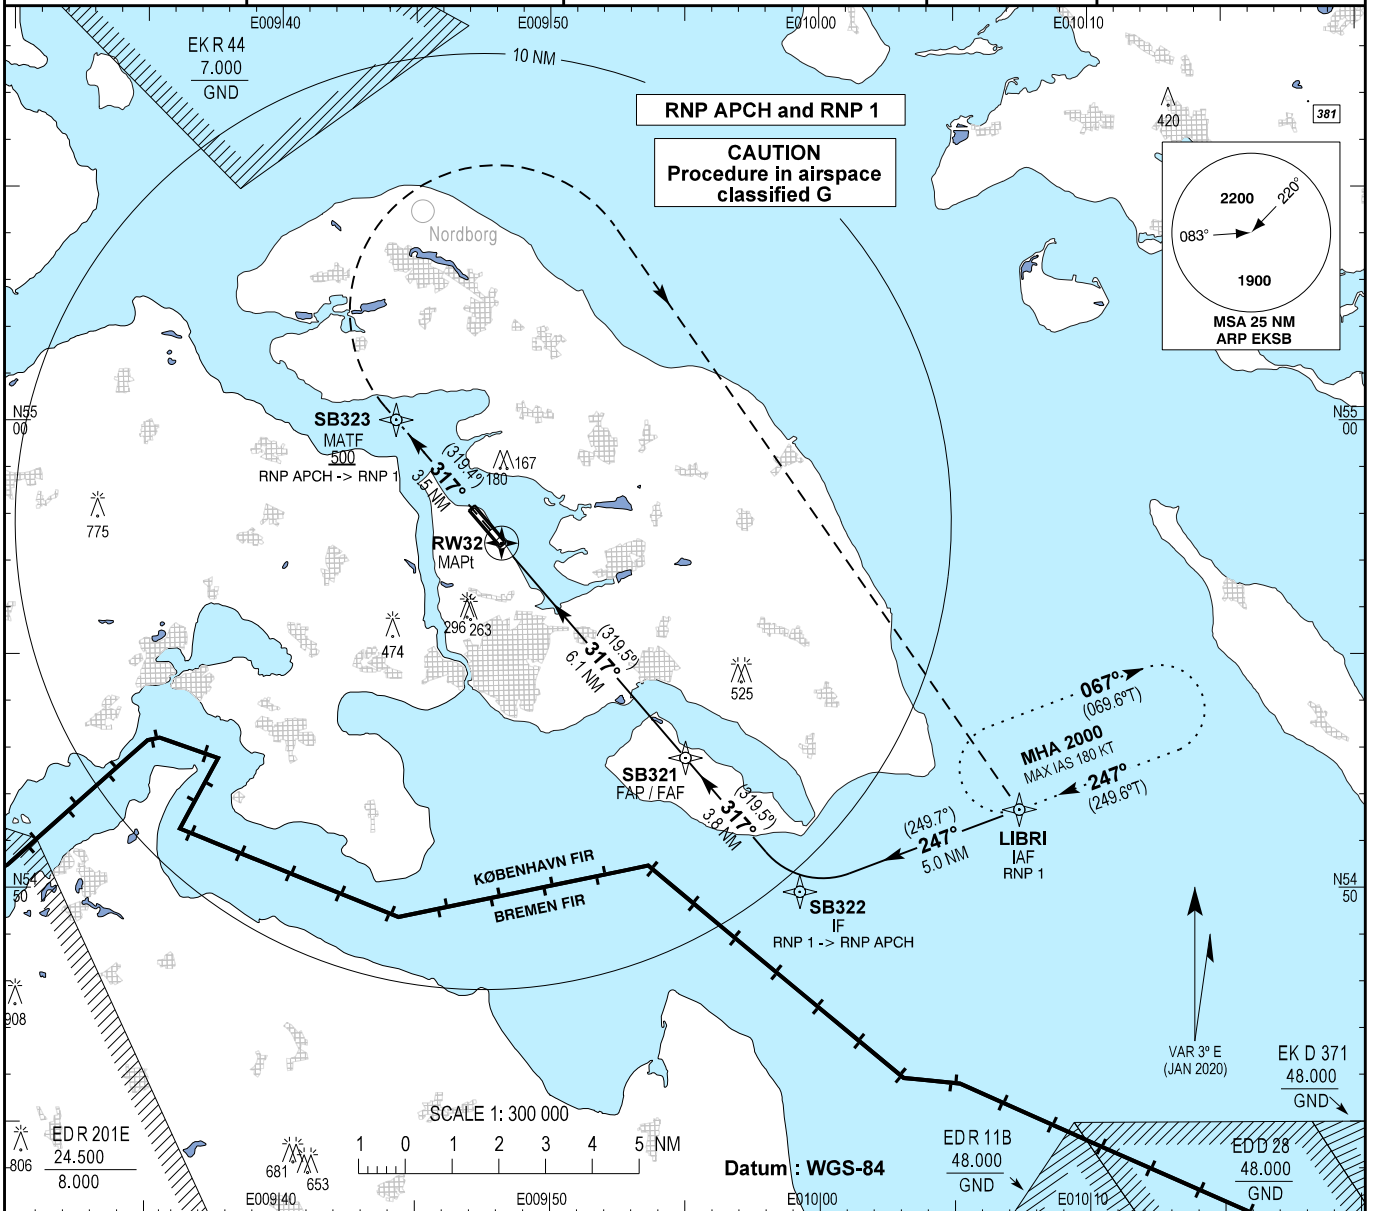 E009|40
E009|50
E010|00
E010|10
EK R 44
7.000
GND
10 NM
RNP APCH and RNP 1
CAUTION
Procedure in airspace
classified G
420
381
2200
220°
083°
1900
MSA 25 NM
ARP EKSB
Nordborg
N55
00
N55
00
SB323
MATF
500
RNP APCH -> RNP 1
(319.4°)
317°
3.5 NM
167
180
775
RW32
MAPt
296
263
474
(319.5°)
317°
6.1 NM
525
067°
(069.6°T)
MHA 2000
MAX IAS 180 KT
247°
(249.6°T)
SB321
FAP / FAF
(319.5°)
317°
3.8 NM
(249.7°)
247°
5.0 NM
LIBRI
IAF
RNP 1
KØBENHAVN FIR
BREMEN FIR
N54
50
N54
50
SB322
IF
RNP 1 -> RNP APCH
908
VAR 3° E
(JAN 2020)
EK D 371
48.000
GND
SCALE 1: 300 000
1 0 1 2 3 4 5 NM
ED R 201E
24.500
8.000
806
681
653
Datum : WGS-84
ED R 11B
48.000
GND
ED D 28
48.000
GND
E009|40
E009|50
E010|00
E010|10